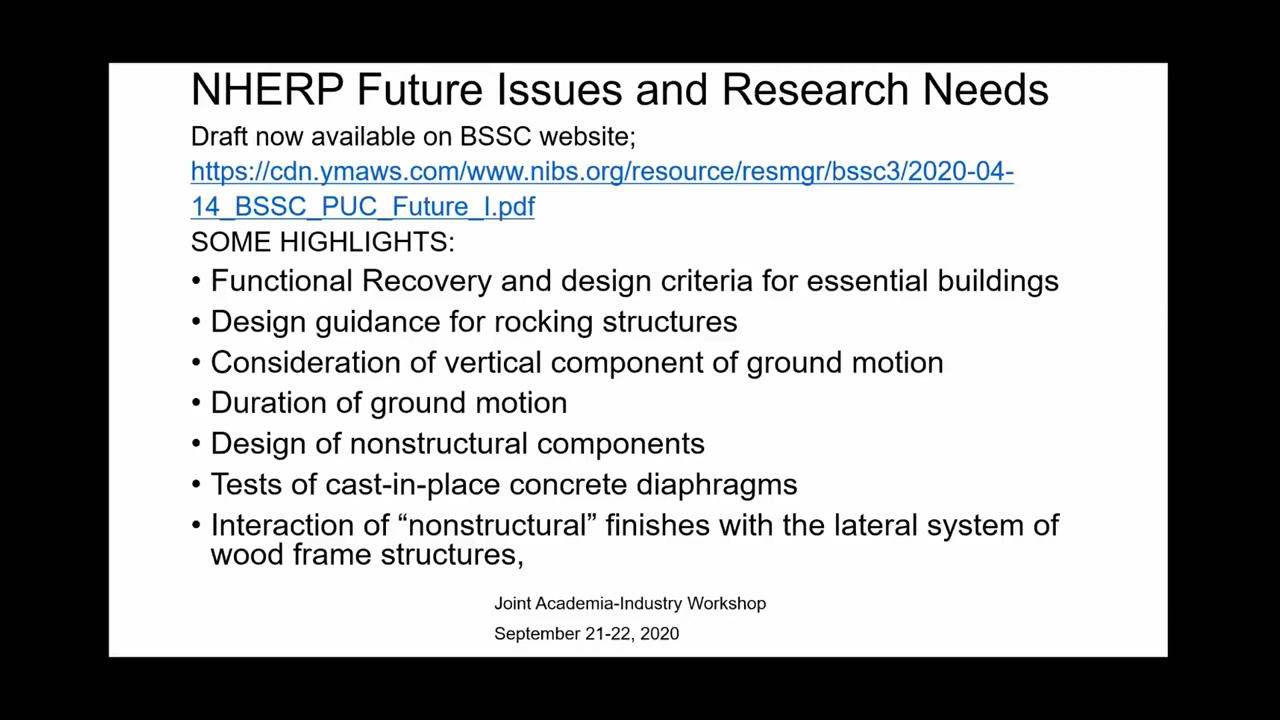 NHERP Future Issues and Research Needs
Draft now available on BSSC website;
https://cdn.ymaws.com/www.nibs.org/resource/resmgr/bssc3/2020-04-
14_BSSC_PUC_Future_I.pdf
SOME HIGHLIGHTS:
• Functional Recovery and design criteria for essential buildings
• Design guidance for rocking structures
• Consideration of vertical component of ground motion
• Duration of ground motion
• Design of nonstructural components
• Tests of cast-in-place concrete diaphragms
• Interaction of “nonstructural” finishes with the lateral system of
wood frame structures,
Joint Academia-Industry Workshop
September 21-22, 2020